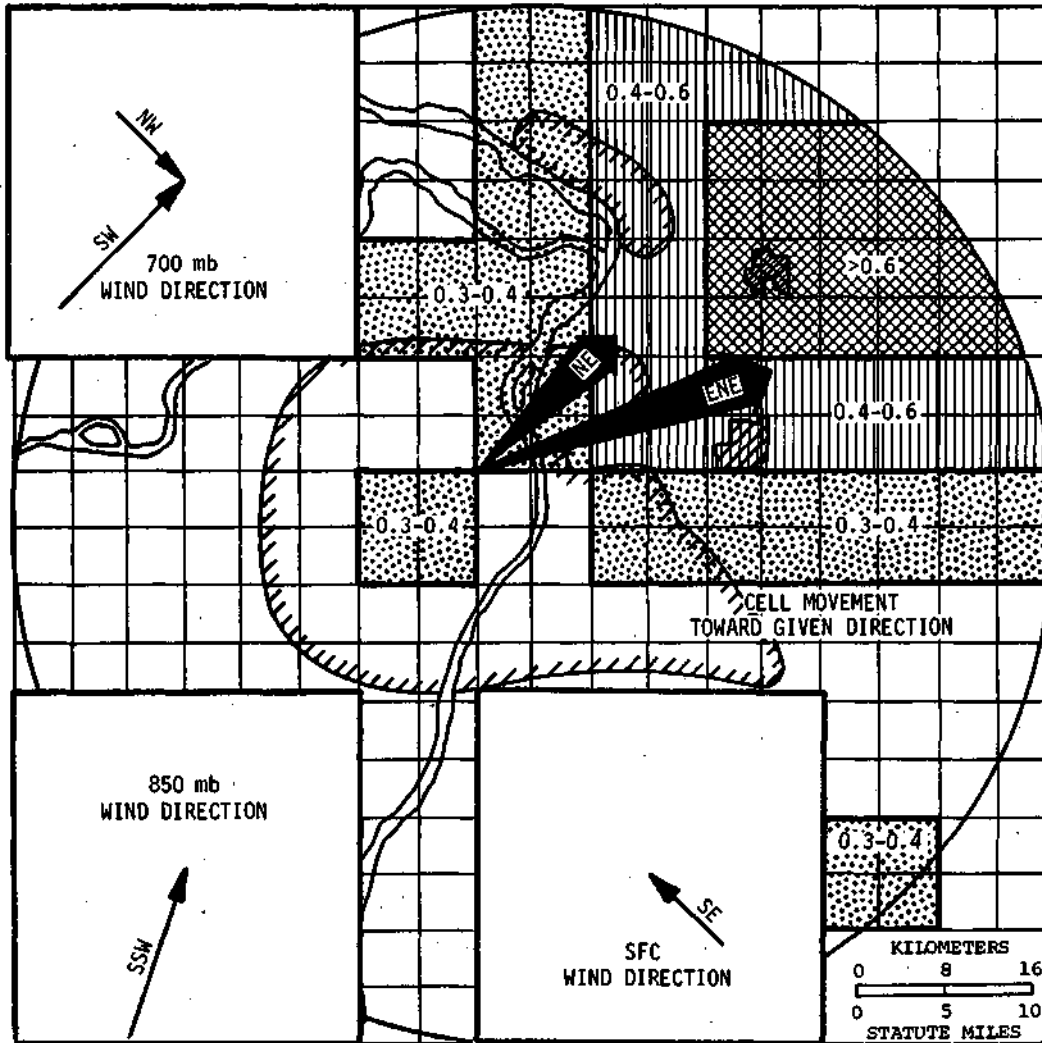 NW
SW
700 mb
WIND DIRECTION
0.4-0.6
>0.6
0.3-0.4
NE
ENE
0.4-0.6
0.3-0.4
0.3-0.4
CELL MOVEMENT
TOWARD GIVEN DIRECTION
850 mb
WIND DIRECTION
SSW
SE
SFC
WIND DIRECTION
0.3-0.4
KILOMETERS
0 8 16
0 5 10
STATUTE MILES